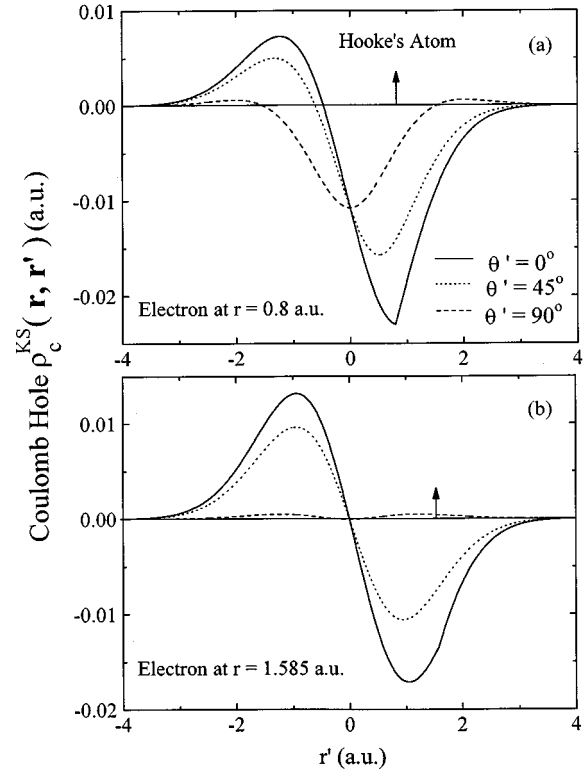 Hooke's Atom
(a)
0.01
0.00
-0.01
-0.02
θ ' = 0°
θ ' = 45°
θ ' = 90°
Electron at r = 0.8 a.u.
-4 -2 0 2 4
Coulomb Hole ρ_c^KS(r, r') (a.u.)
(b)
0.01
0.00
-0.01
-0.02
Electron at r = 1.585 a.u.
-4 -2 0 2 4
r' (a.u.)